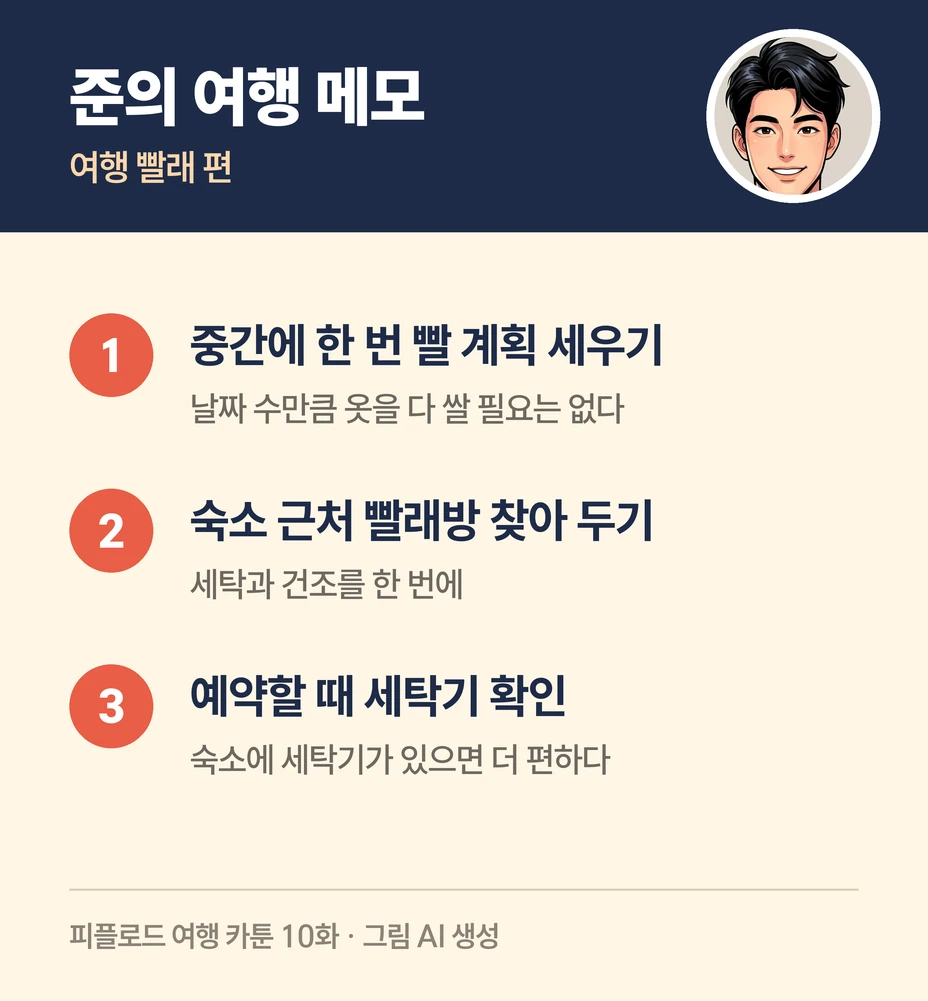 준의 여행 메모
여행 빨래 편
1
중간에 한 번 빨 계획 세우기
날짜 수만큼 옷을 다 쌀 필요는 없다
2
숙소 근처 빨래방 찾아 두기
세탁과 건조를 한 번에
3
예약할 때 세탁기 확인
숙소에 세탁기가 있으면 더 편하다
피플로드 여행 카툰 10화 · 그림 AI 생성